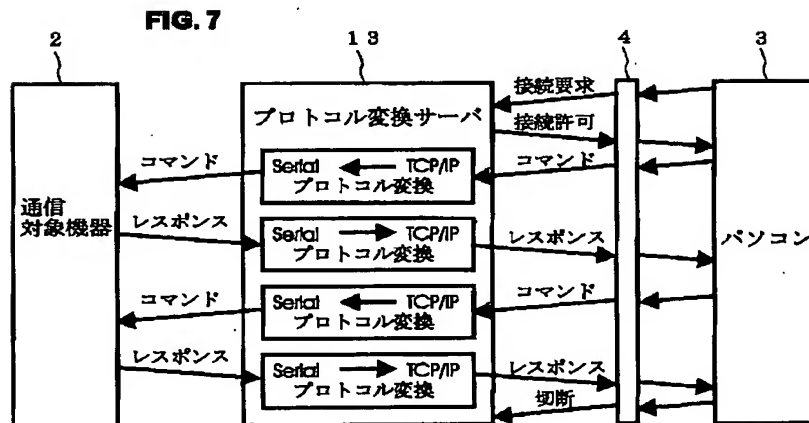 FIG. 7
2
13
4
3
通信
対象機器
プロトコル変換サーバ
パソコン
接続要求
接続許可
コマンド
Serial ← TCP/IP
プロトコル変換
コマンド
レスポンス
Serial → TCP/IP
プロトコル変換
レスポンス
コマンド
Serial ← TCP/IP
プロトコル変換
コマンド
レスポンス
Serial → TCP/IP
プロトコル変換
レスポンス
切断